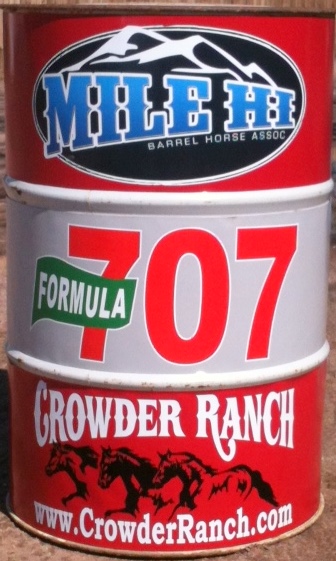 MILE HI
BARREL HORSE ASSOC
FORMULA 707
CROWDER RANCH
www.CrowderRanch.com